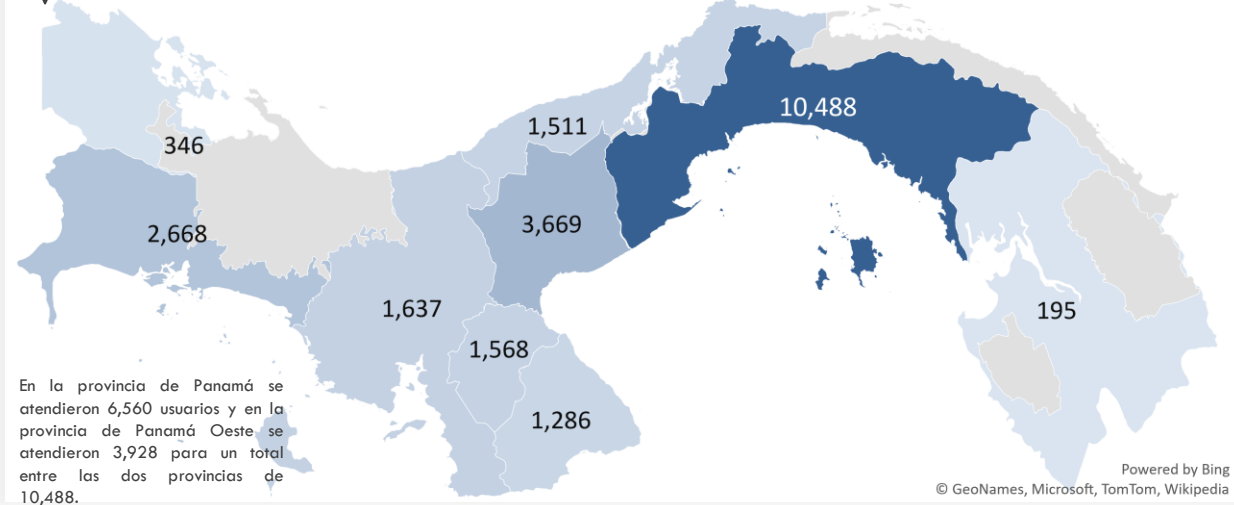 10,488
1,511
346
3,669
2,668
1,637
195
1,568
1,286
En la provincia de Panamá se
atendieron 6,560 usuarios y en la
provincia de Panamá Oeste se
atendieron 3,928 para un total
entre las dos provincias de
10,488.
Powered by Bing
© GeoNames, Microsoft, TomTom, Wikipedia